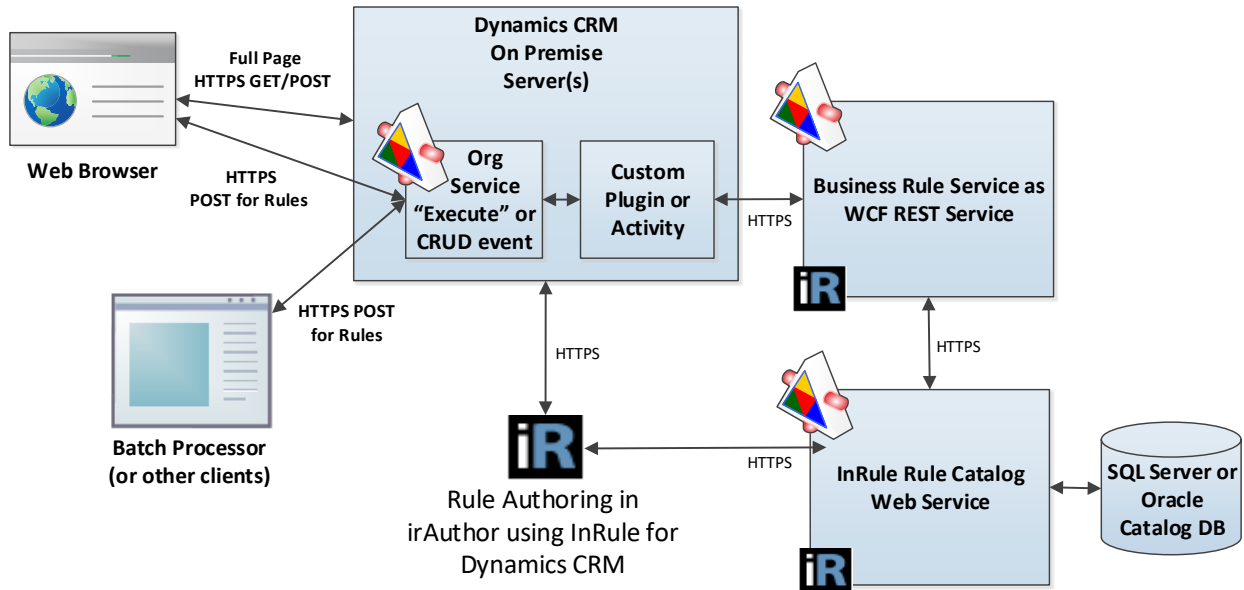 Dynamics CRM
On Premise
Server(s)
Full Page
HTTPS GET/POST
Web Browser
HTTPS
POST for Rules
Org
Service
“Execute” or
CRUD event
Custom
Plugin or
Activity
HTTPS
Business Rule Service as
WCF REST Service
iR
HTTPS POST
for Rules
HTTPS
HTTPS
Batch Processor
(or other clients)
iR
HTTPS
Rule Authoring in
irAuthor using InRule for
Dynamics CRM
InRule Rule Catalog
Web Service
iR
SQL Server or
Oracle
Catalog DB